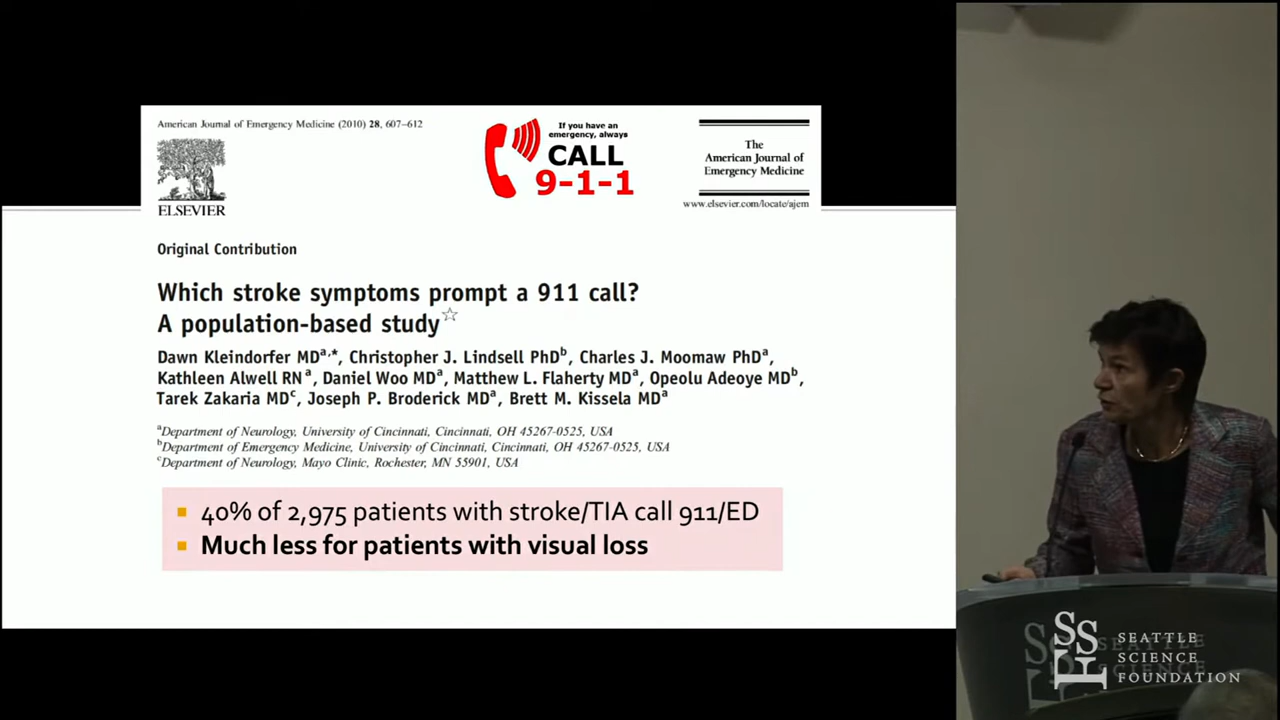 American Journal of Emergency Medicine (2010) 28, 607–612
ELSEVIER
If you have an
emergency, always
CALL
9-1-1
The
American Journal of
Emergency Medicine
www.elsevier.com/locate/ajem
Original Contribution
Which stroke symptoms prompt a 911 call?
A population-based study☆
Dawn Kleindorfer MDa,*, Christopher J. Lindsell PhDb, Charles J. Moomaw PhDa,
Kathleen Alwell RNa, Daniel Woo MDa, Matthew L. Flaherty MDa, Opeolu Adeoye MDb,
Tarek Zakaria MDc, Joseph P. Broderick MDa, Brett M. Kissela MDa
aDepartment of Neurology, University of Cincinnati, Cincinnati, OH 45267-0525, USA
bDepartment of Emergency Medicine, University of Cincinnati, Cincinnati, OH 45267-0525, USA
cDepartment of Neurology, Mayo Clinic, Rochester, MN 55901, USA
▪ 40% of 2,975 patients with stroke/TIA call 911/ED
▪ Much less for patients with visual loss
SSF
SEATTLE
SCIENCE
FOUNDATION